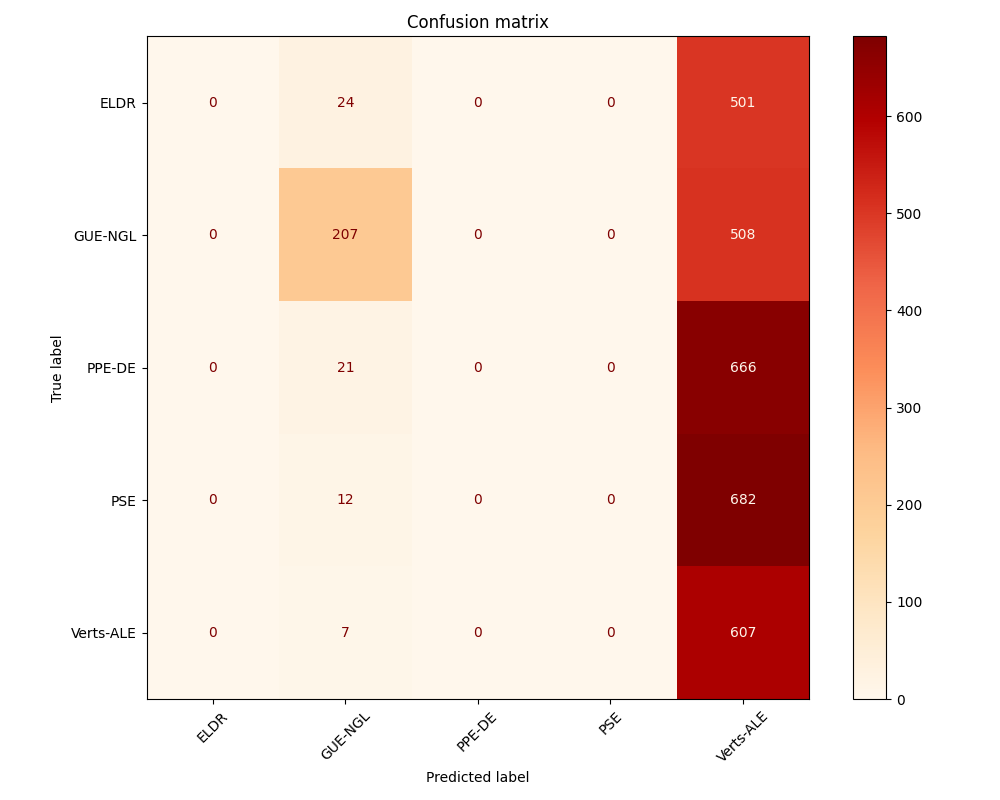 Confusion matrix
True label
ELDR 0 24 0 0 501
GUE-NGL 0 207 0 0 508
PPE-DE 0 21 0 0 666
PSE 0 12 0 0 682
Verts-ALE 0 7 0 0 607
ELDR GUE-NGL PPE-DE PSE Verts-ALE
Predicted label
600
500
400
300
200
100
0